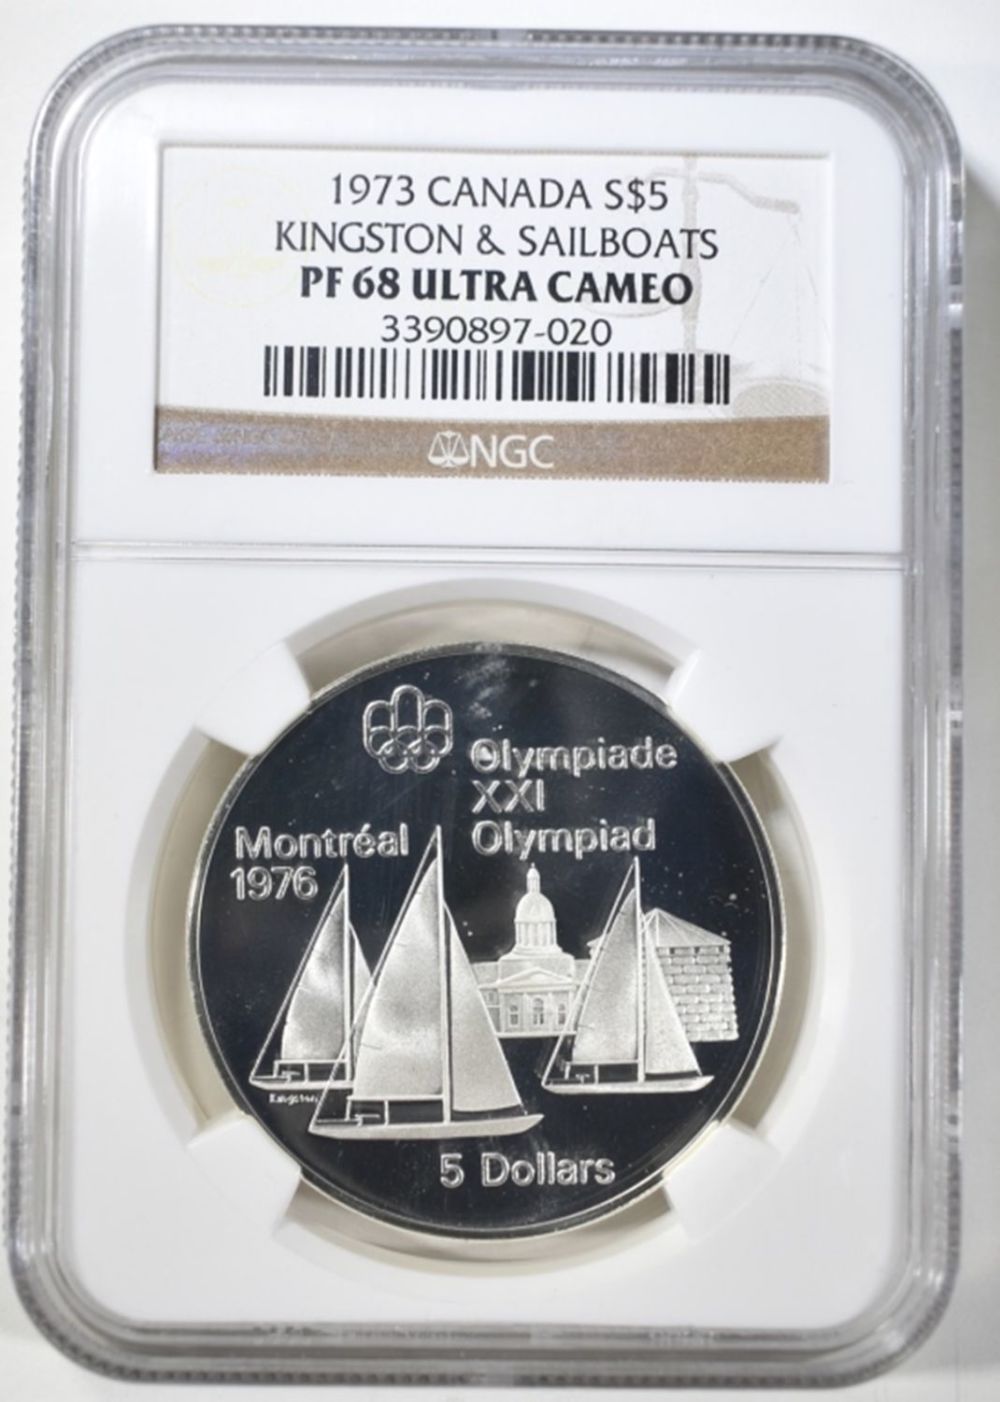 1973 CANADA S$5
KINGSTON & SAILBOATS
PF 68 ULTRA CAMEO
3390897-020
NGC
Olympiade
XXI
Olympiad
Montréal
1976
Kingston
5 Dollars